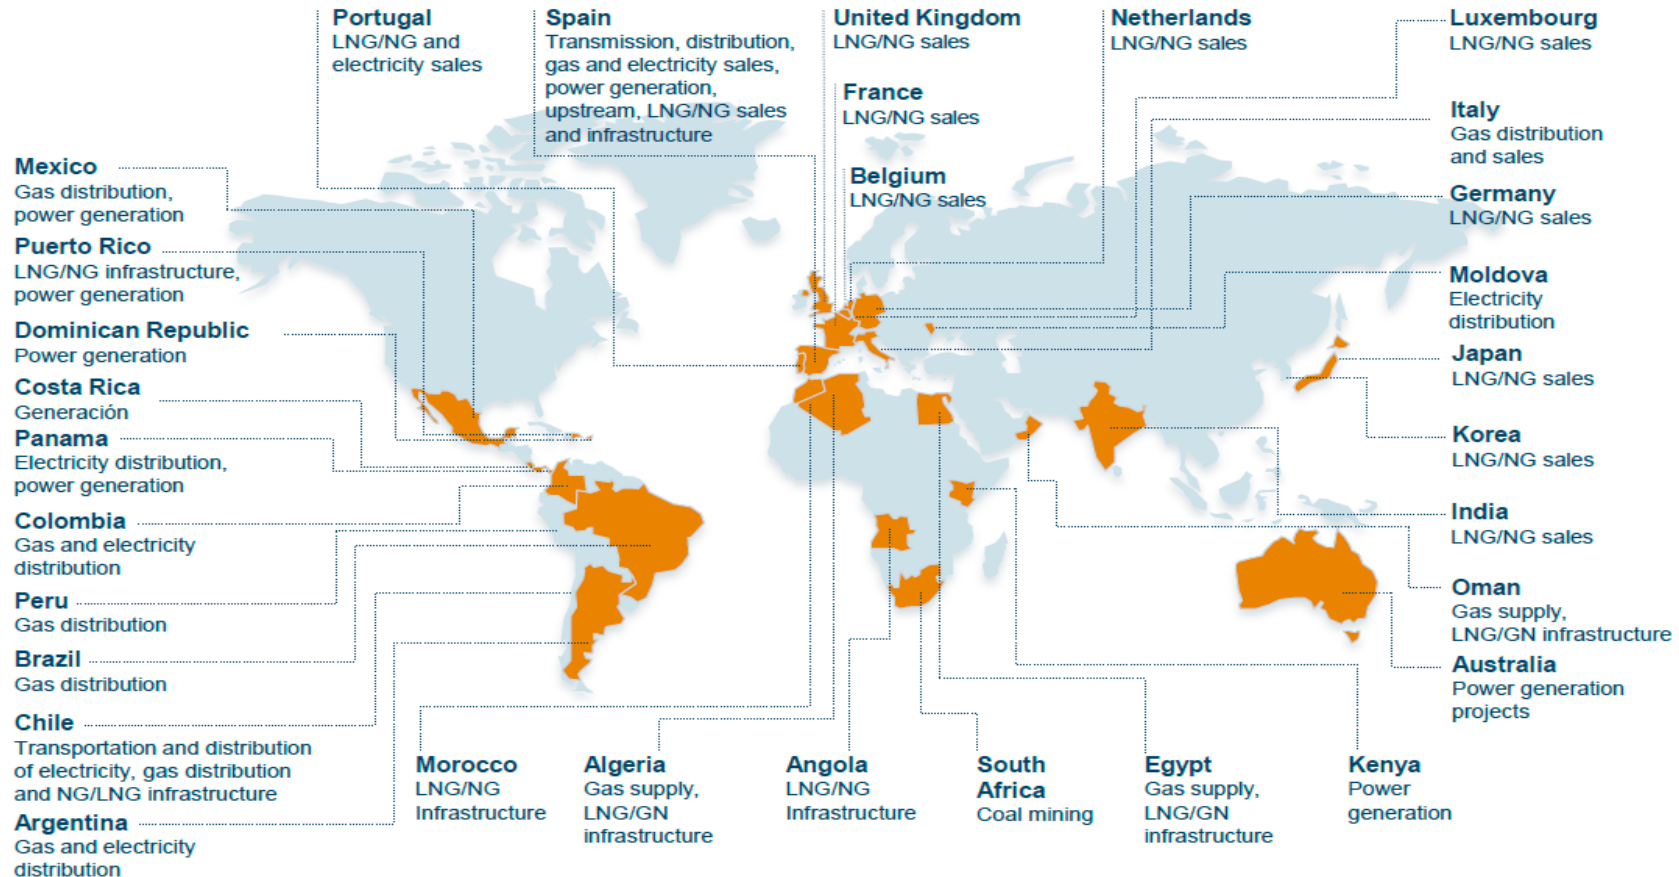 Portugal
LNG/NG and
electricity sales
Spain
Transmission, distribution,
gas and electricity sales,
power generation,
upstream, LNG/NG sales
and infrastructure
United Kingdom
LNG/NG sales
France
LNG/NG sales
Belgium
LNG/NG sales
Netherlands
LNG/NG sales
Luxembourg
LNG/NG sales
Italy
Gas distribution
and sales
Germany
LNG/NG sales
Moldova
Electricity
distribution
Japan
LNG/NG sales
Korea
LNG/NG sales
India
LNG/NG sales
Oman
Gas supply,
LNG/GN infrastructure
Australia
Power generation
projects
Mexico
Gas distribution,
power generation
Puerto Rico
LNG/NG infrastructure,
power generation
Dominican Republic
Power generation
Costa Rica
Generación
Panama
Electricity distribution,
power generation
Colombia
Gas and electricity
distribution
Peru
Gas distribution
Brazil
Gas distribution
Chile
Transportation and distribution
of electricity, gas distribution
and NG/LNG infrastructure
Argentina
Gas and electricity
distribution
Morocco
LNG/NG
Infrastructure
Algeria
Gas supply,
LNG/GN
infrastructure
Angola
LNG/NG
Infrastructure
South
Africa
Coal mining
Egypt
Gas supply,
LNG/GN
infrastructure
Kenya
Power
generation